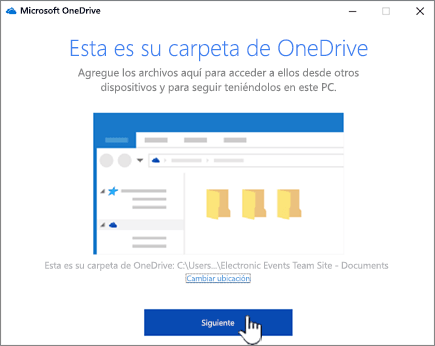 Microsoft OneDrive
Esta es su carpeta de OneDrive
Agregue los archivos aquí para acceder a ellos desde otros
dispositivos y para seguir teniéndolos en este PC.
Esta es su carpeta de OneDrive: C:\Users...\Electronic Events Team Site - Documents
Cambiar ubicación
Siguiente